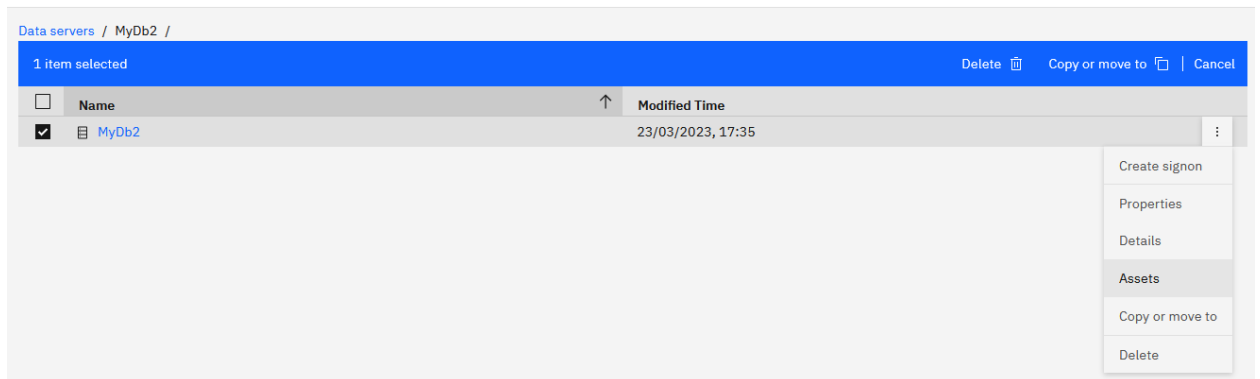 Data servers / MyDb2 /
1 item selected Delete Copy or move to | Cancel
Name ↑ Modified Time
MyDb2 23/03/2023, 17:35
Create signon
Properties
Details
Assets
Copy or move to
Delete